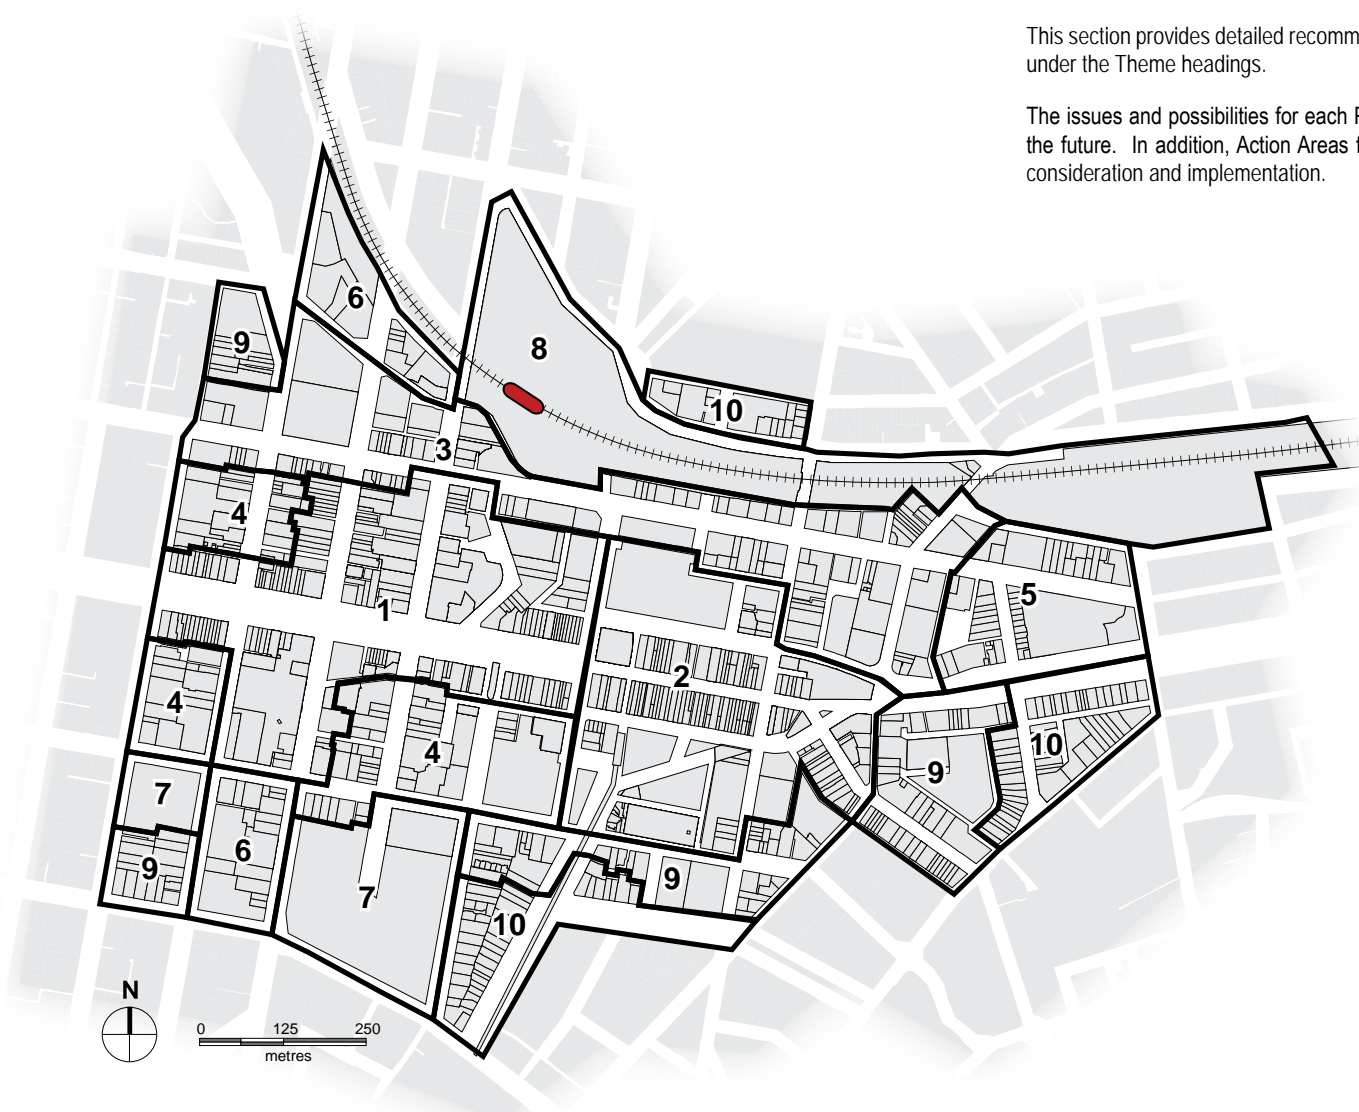 This section provides detailed recomm
under the Theme headings.
The issues and possibilities for each
the future. In addition, Action Areas
consideration and implementation.
6
9
8
10
3
4
1
5
2
4
4
10
9
7
6
9
7
9
10
N
0 125 250
metres